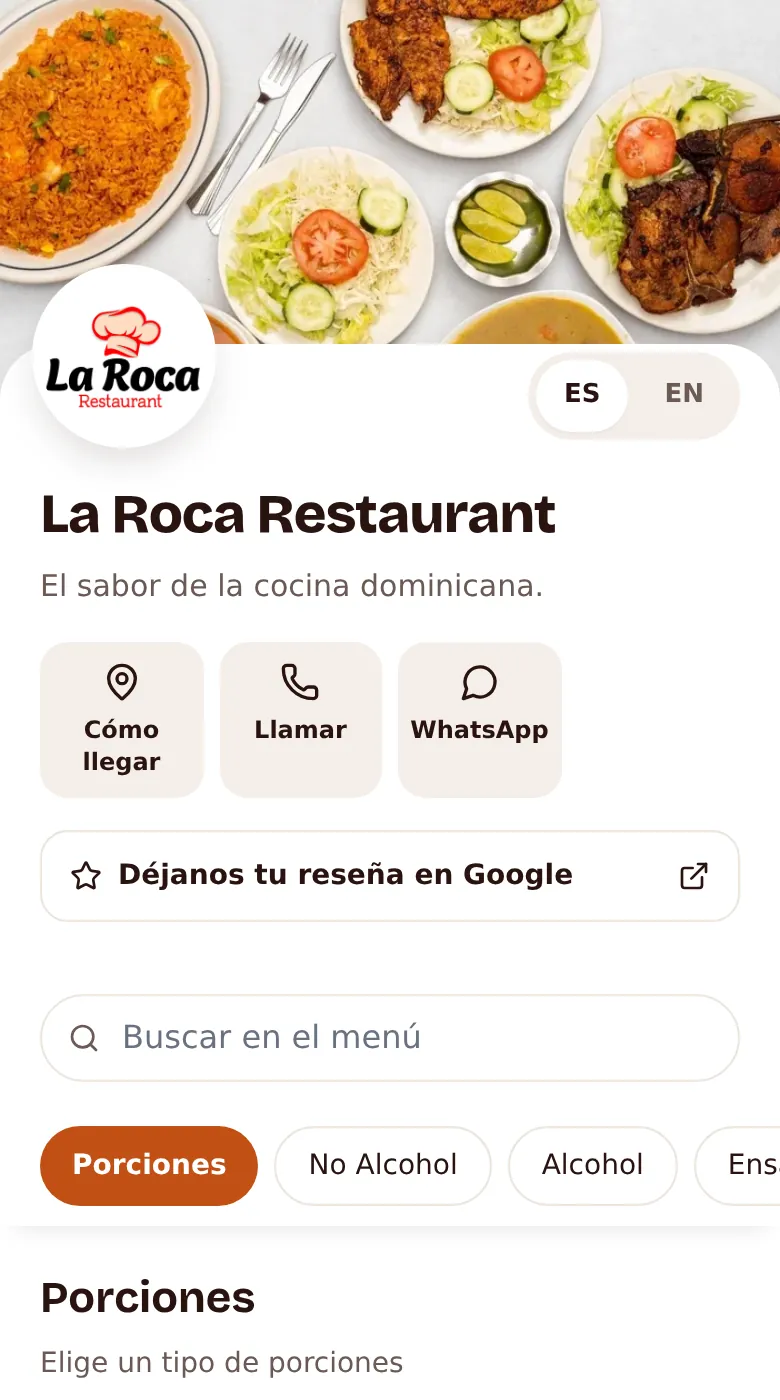 La Roca
Restaurant
ES EN
La Roca Restaurant
El sabor de la cocina dominicana.
Cómo llegar
Llamar
WhatsApp
Déjanos tu reseña en Google
Buscar en el menú
Porciones No Alcohol Alcohol Ens
Porciones
Elige un tipo de porciones